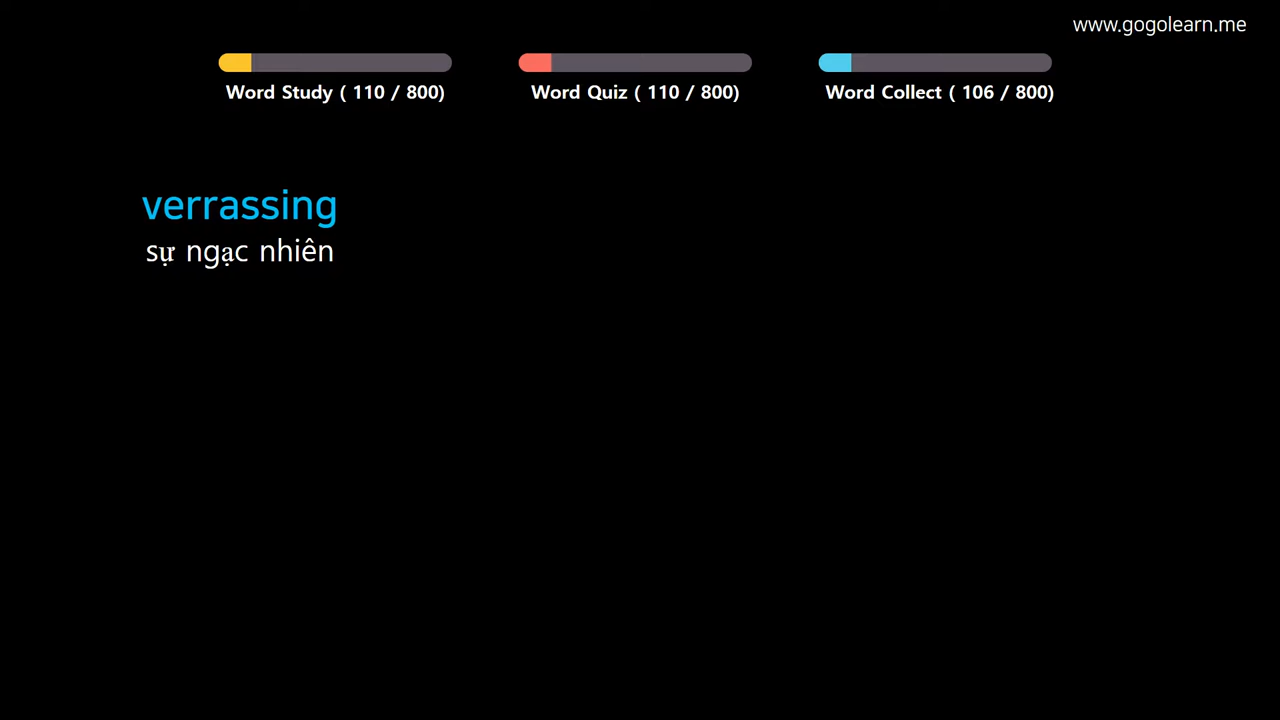 www.gogolearn.me
Word Study ( 110 / 800)
Word Quiz ( 110 / 800)
Word Collect ( 106 / 800)
verrassing
sự ngạc nhiên